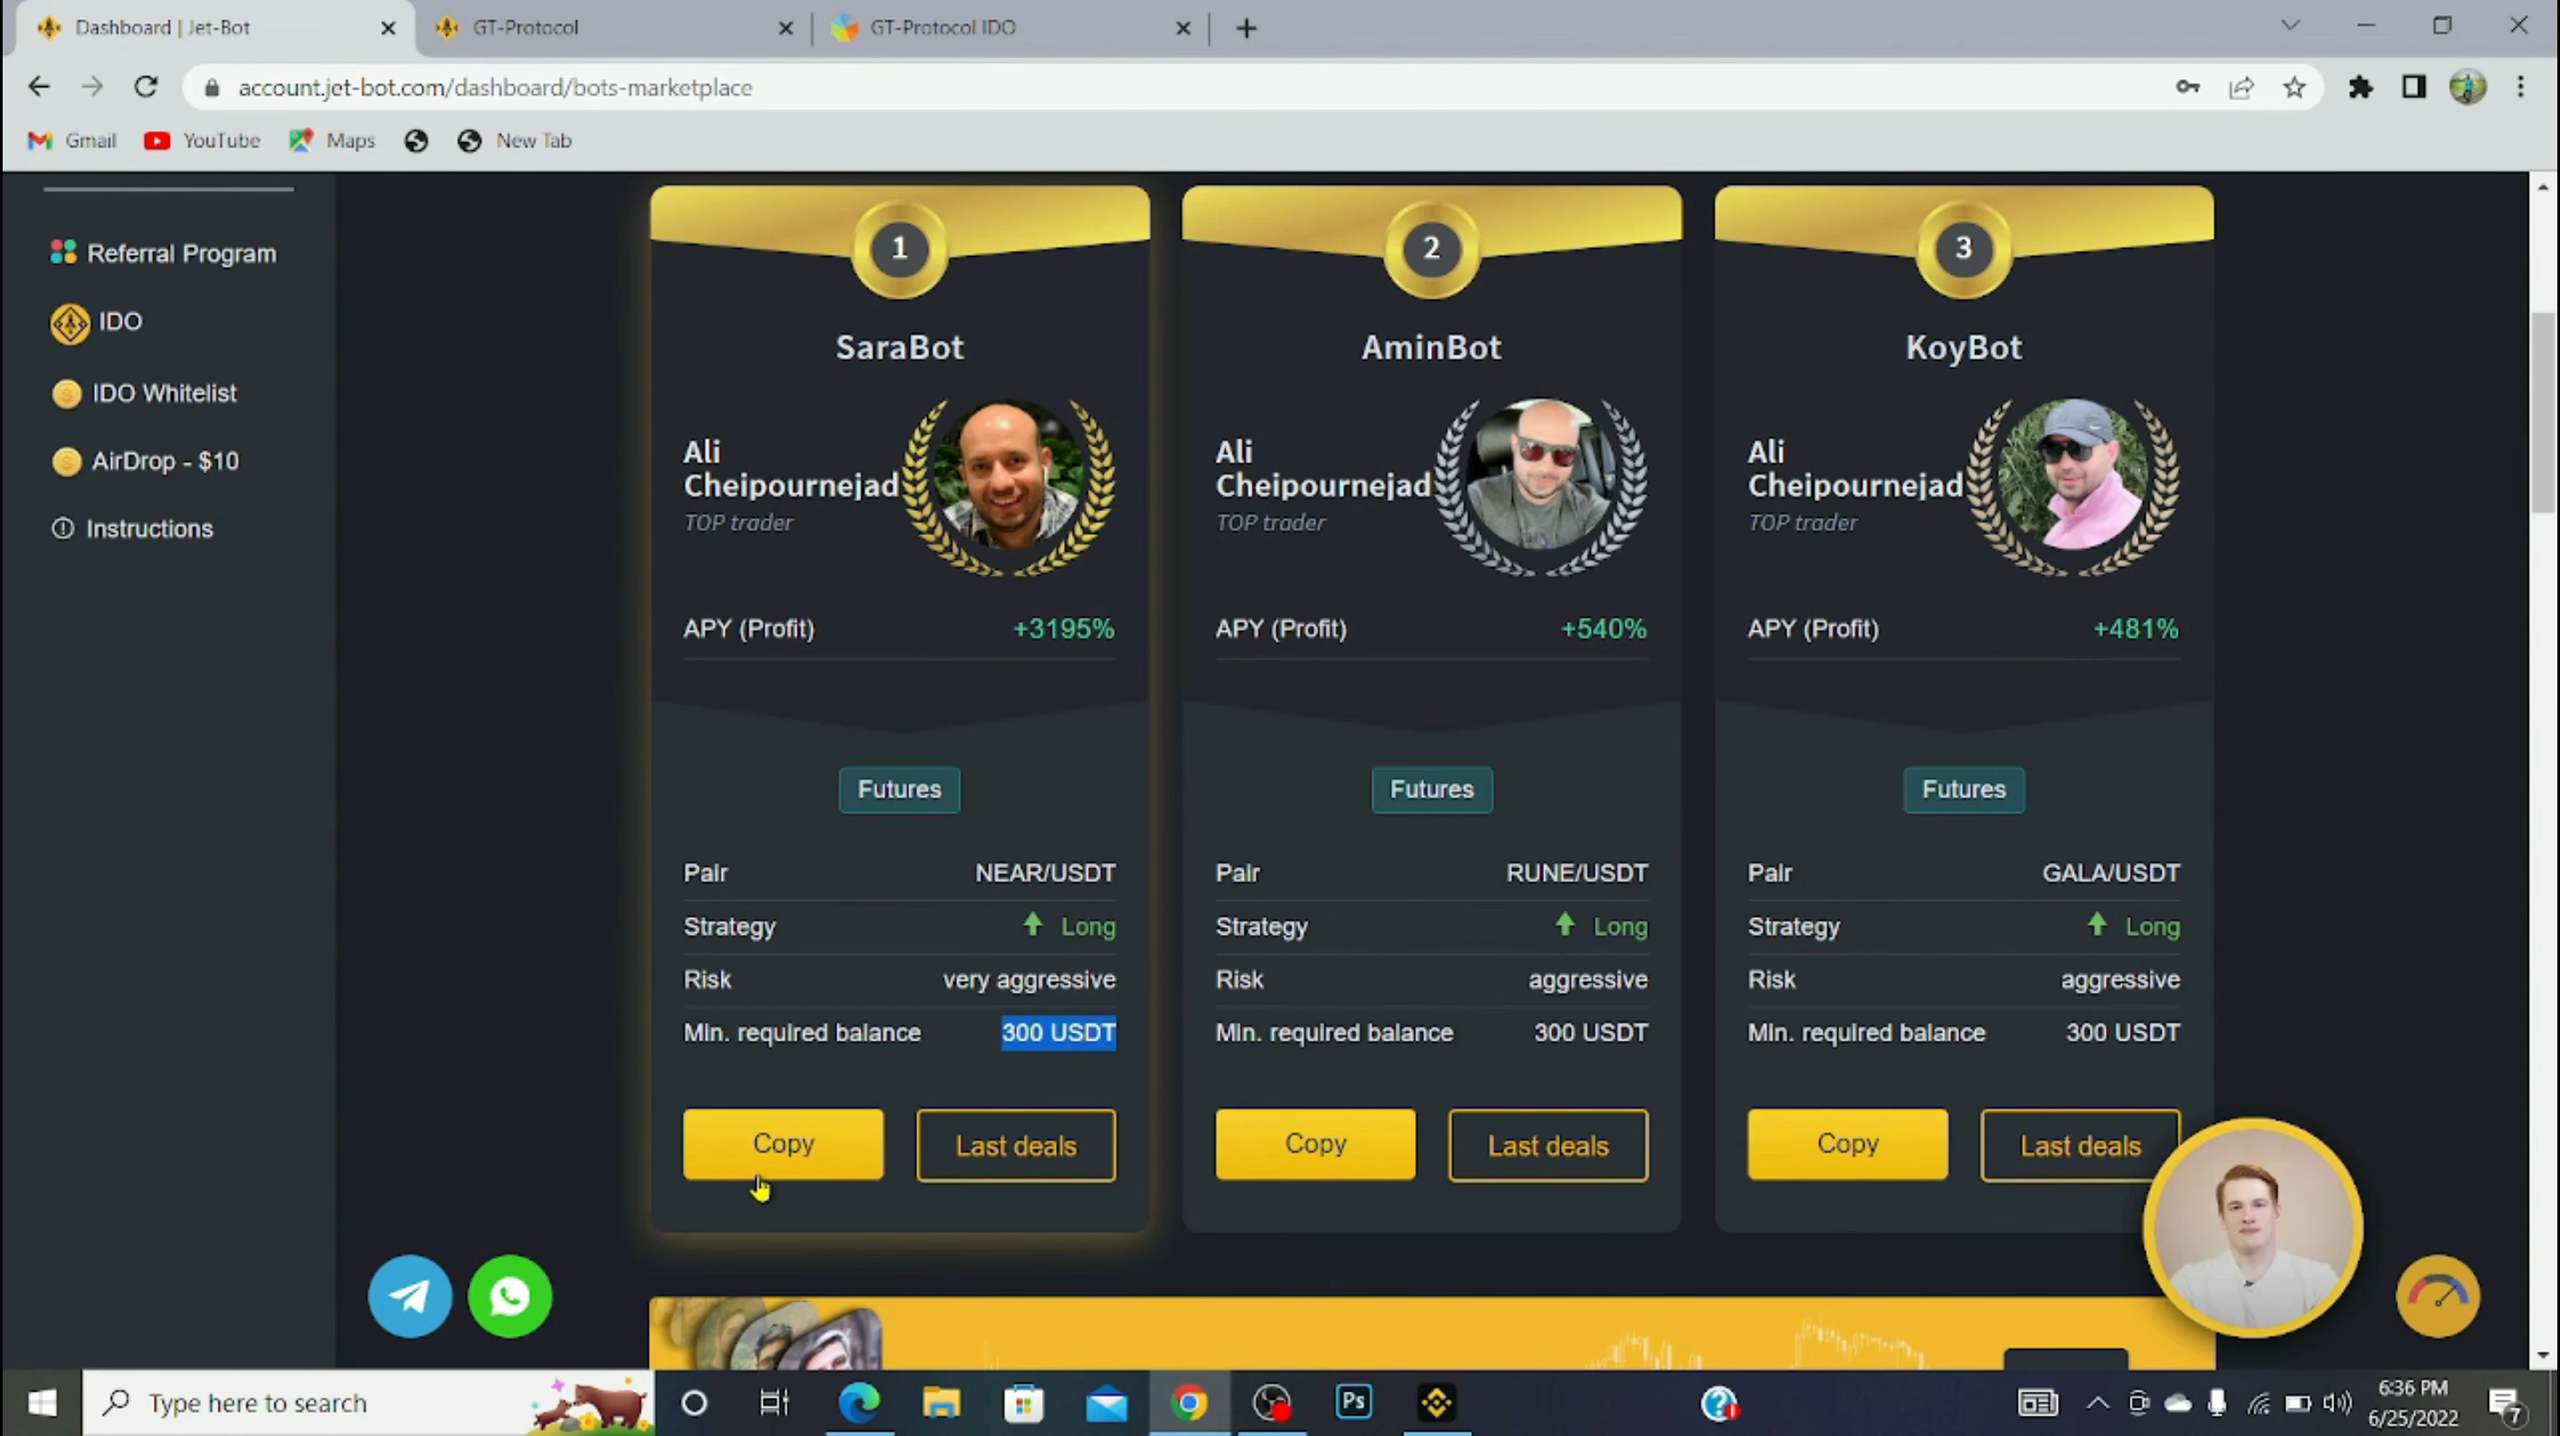 Dashboard | Jet-Bot
GT-Protocol
GT-Protocol IDO
account.jet-bot.com/dashboard/bots-marketplace
Gmail
YouTube
Maps
New Tab
Referral Program
IDO
IDO Whitelist
AirDrop - $10
Instructions
1
SaraBot
Ali
Cheipournejad
TOP trader
APY (Profit) +3195%
Futures
Pair NEAR/USDT
Strategy Long
Risk very aggressive
Min. required balance 300 USDT
Copy Last deals
2
AminBot
Ali
Cheipournejad
TOP trader
APY (Profit) +540%
Futures
Pair RUNE/USDT
Strategy Long
Risk aggressive
Min. required balance 300 USDT
Copy Last deals
3
KoyBot
Ali
Cheipournejad
TOP trader
APY (Profit) +481%
Futures
Pair GALA/USDT
Strategy Long
Risk aggressive
Min. required balance 300 USDT
Copy Last deals
Type here to search
Ps
6:36 PM
6/25/2022
7